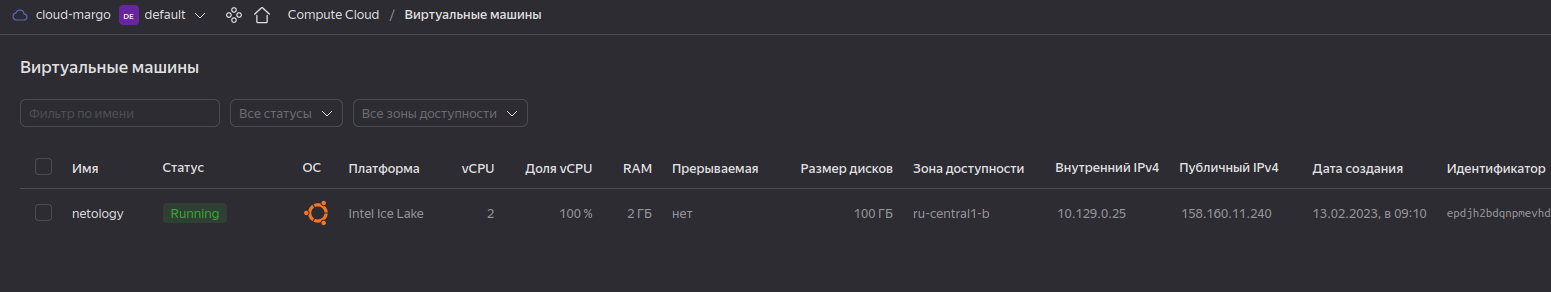 cloud-margo DE default Compute Cloud / Виртуальные машины
Виртуальные машины
Фильтр по имени Все статусы Все зоны доступности
Имя Статус ОС Платформа vCPU Доля vCPU RAM Прерываемая Размер дисков Зона доступности Внутренний IPv4 Публичный IPv4 Дата создания Идентификатор
netology Running Intel Ice Lake 2 100 % 2 ГБ нет 100 ГБ ru-central1-b 10.129.0.25 158.160.11.240 13.02.2023, в 09:10 epdjh2bdqnpmevhd